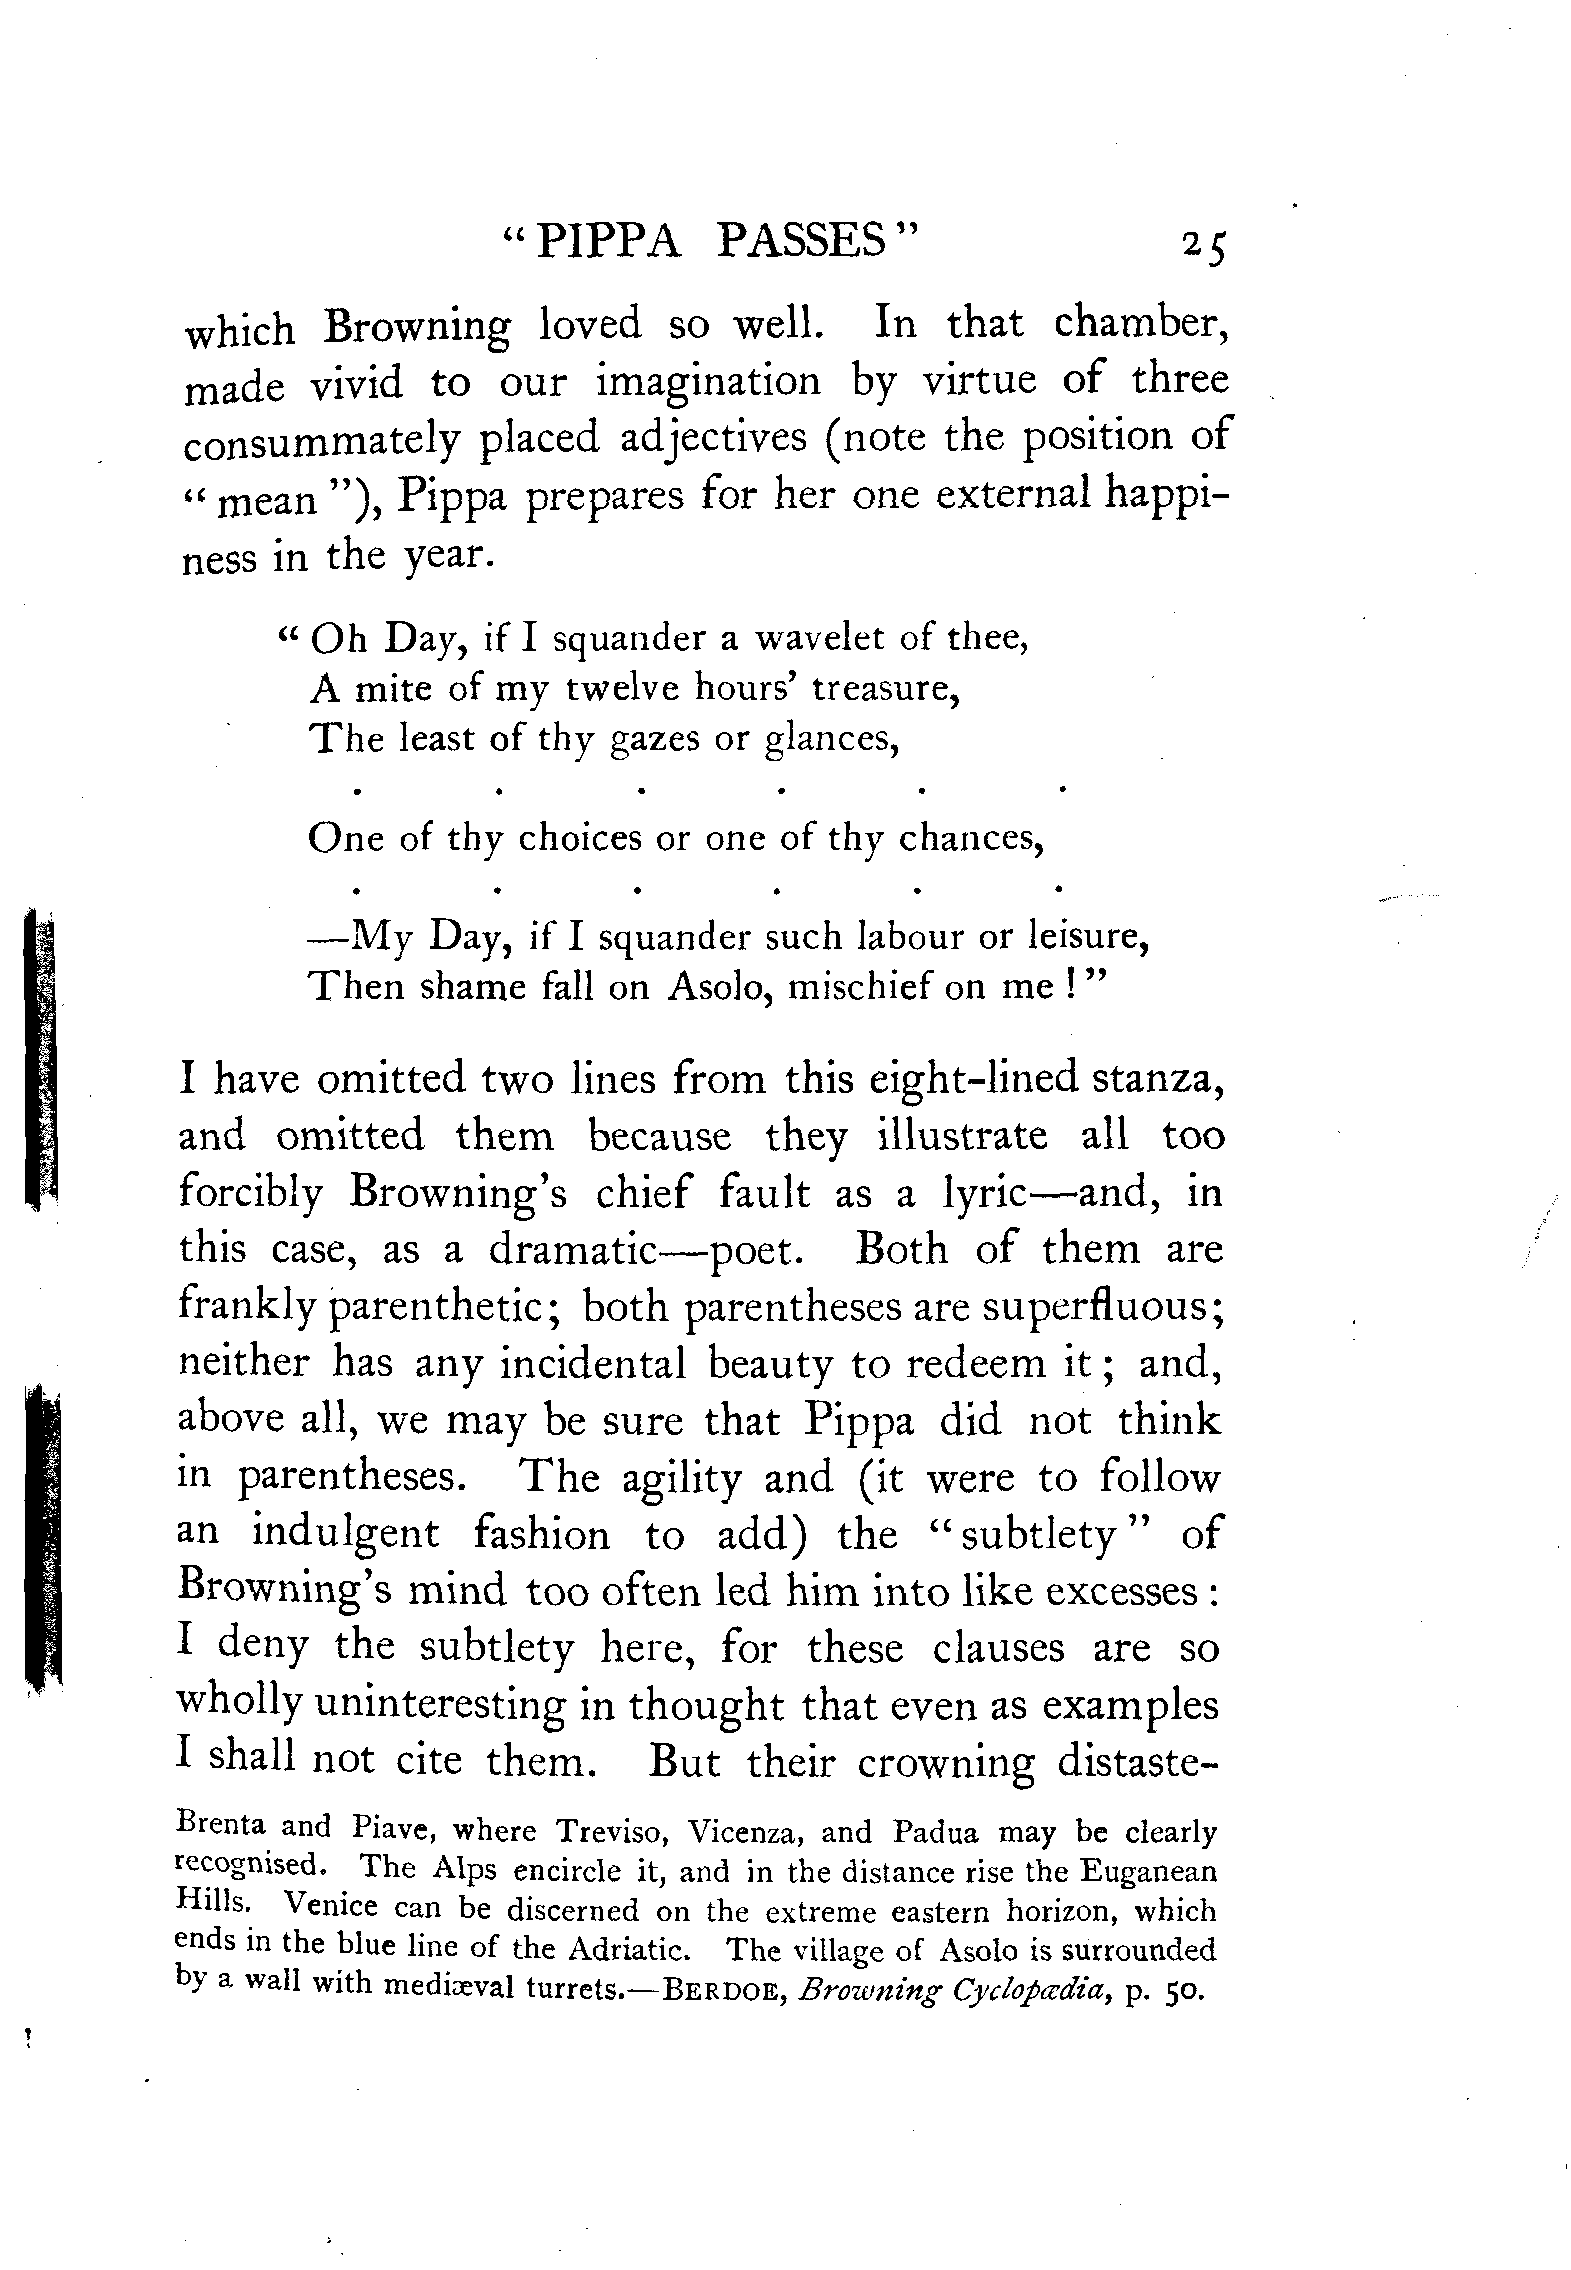 “PIPPA PASSES” 25
which Browning loved so well. In that chamber,
made vivid to our imagination by virtue of three
consummately placed adjectives (note the position of
“mean”), Pippa prepares for her one external happi-
ness in the year.
“Oh Day, if I squander a wavelet of thee,
A mite of my twelve hours’ treasure,
The least of thy gazes or glances,
. . . . . .
One of thy choices or one of thy chances,
. . . . . .
—My Day, if I squander such labour or leisure,
Then shame fall on Asolo, mischief on me!”
I have omitted two lines from this eight-lined stanza,
and omitted them because they illustrate all too
forcibly Browning’s chief fault as a lyric—and, in
this case, as a dramatic—poet. Both of them are
frankly parenthetic; both parentheses are superfluous;
neither has any incidental beauty to redeem it; and,
above all, we may be sure that Pippa did not think
in parentheses. The agility and (it were to follow
an indulgent fashion to add) the “subtlety” of
Browning’s mind too often led him into like excesses:
I deny the subtlety here, for these clauses are so
wholly uninteresting in thought that even as examples
I shall not cite them. But their crowning distaste-
Brenta and Piave, where Treviso, Vicenza, and Padua may be clearly
recognised. The Alps encircle it, and in the distance rise the Euganean
Hills. Venice can be discerned on the extreme eastern horizon, which
ends in the blue line of the Adriatic. The village of Asolo is surrounded
by a wall with mediæval turrets.—BERDOE, Browning Cyclopædia, p. 50.